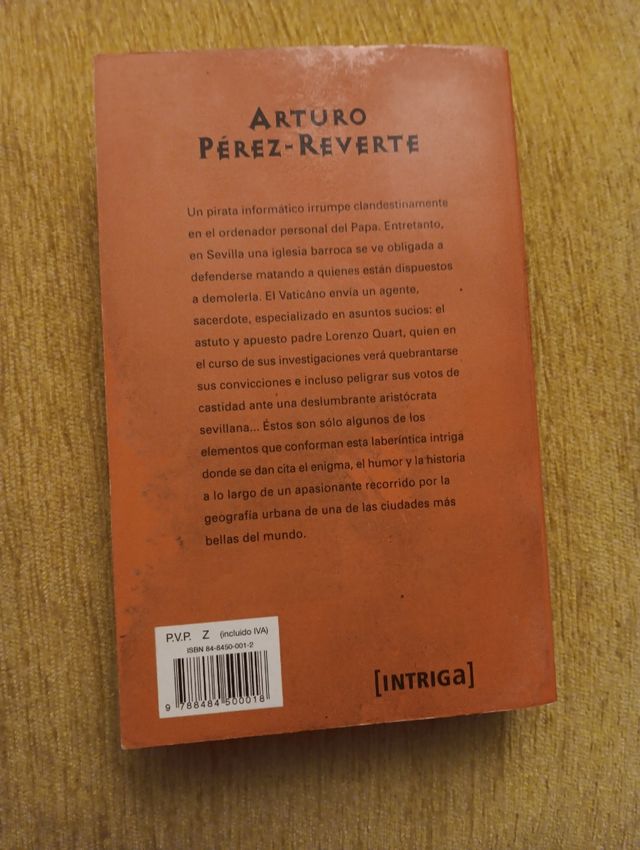 ARTURO
PÉREZ-REVERTE
Un pirata informático irrumpe clandestinamente
en el ordenador personal del Papa. Entretanto,
en Sevilla una iglesia barroca se ve obligada a
defenderse matando a quienes están dispuestos
a demolerla. El Vaticano envía un agente,
sacerdote, especializado en asuntos sucios: el
astuto y apuesto padre Lorenzo Quart, quien en
el curso de sus investigaciones verá quebrantarse
sus convicciones e incluso peligrar sus votos de
castidad ante una deslumbrante aristócrata
sevillana... Éstos son sólo algunos de los
elementos que conforman esta laberíntica intriga
donde se dan cita el enigma, el humor y la historia
a lo largo de un apasionante recorrido por la
geografía urbana de una de las ciudades más
bellas del mundo.
P.V.P. Z (incluido IVA)
ISBN 84-8450-001-2
9 788484 500018
[INTRIGa]